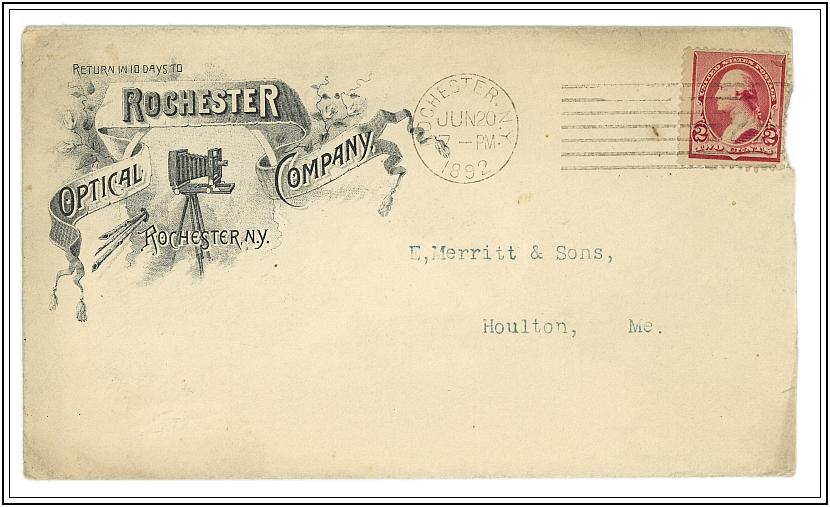 RETURN IN 10 DAYS TO
ROCHESTER
OPTICAL COMPANY.
ROCHESTER, N.Y.
ROCHESTER, N.Y.
JUN 20
7 — PM.
1892
UNITED STATES POSTAGE
2 2
TWO CENTS
E,Merritt & Sons,
Houlton, Me.